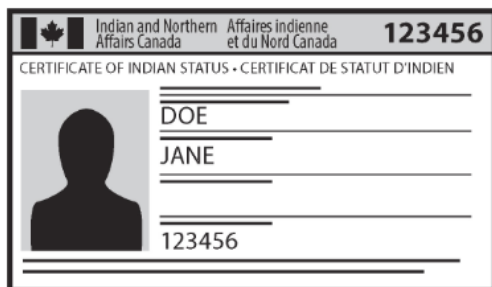 Indian and Northern Affaires indienne
Affairs Canada et du Nord Canada
123456
CERTIFICATE OF INDIAN STATUS • CERTIFICAT DE STATUT D'INDIEN
DOE
JANE
123456